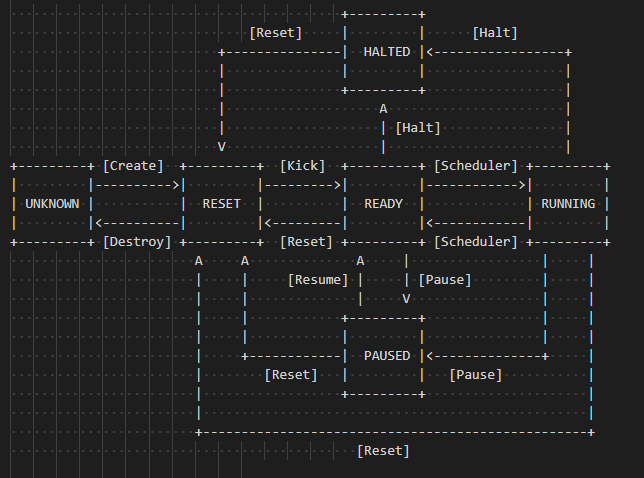 [Reset] [Halt]
HALTED
[Halt]
[Create] [Kick] [Scheduler]
UNKNOWN RESET READY RUNNING
[Destroy] [Reset] [Scheduler]
[Resume] [Pause]
PAUSED
[Reset] [Pause]
[Reset]